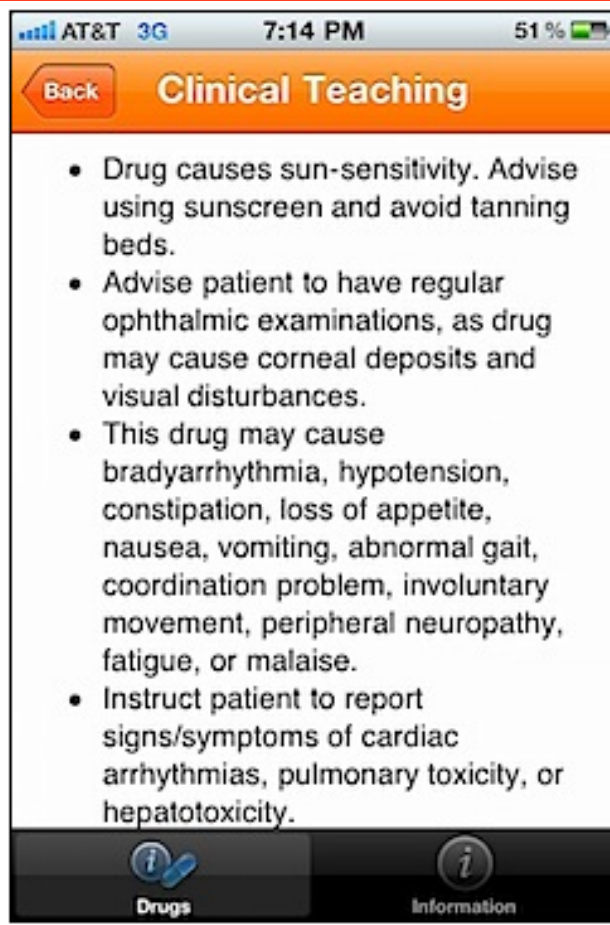 AT&T 3G 7:14 PM 51 %
Back Clinical Teaching
• Drug causes sun-sensitivity. Advise
using sunscreen and avoid tanning
beds.
• Advise patient to have regular
ophthalmic examinations, as drug
may cause corneal deposits and
visual disturbances.
• This drug may cause
bradyarrhythmia, hypotension,
constipation, loss of appetite,
nausea, vomiting, abnormal gait,
coordination problem, involuntary
movement, peripheral neuropathy,
fatigue, or malaise.
• Instruct patient to report
signs/symptoms of cardiac
arrhythmias, pulmonary toxicity, or
hepatotoxicity.
Drugs Information